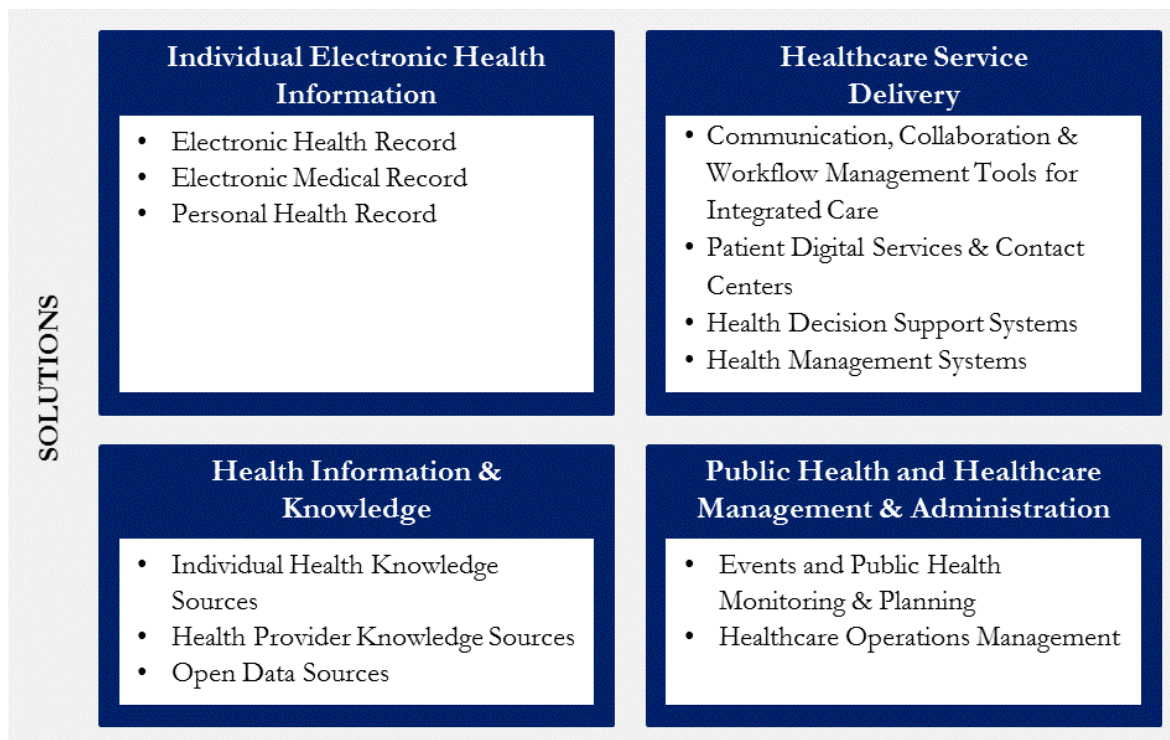 SOLUTIONS
Individual Electronic Health
Information
• Electronic Health Record
• Electronic Medical Record
• Personal Health Record
Healthcare Service
Delivery
• Communication, Collaboration &
Workflow Management Tools for
Integrated Care
• Patient Digital Services & Contact
Centers
• Health Decision Support Systems
• Health Management Systems
Health Information &
Knowledge
• Individual Health Knowledge
Sources
• Health Provider Knowledge Sources
• Open Data Sources
Public Health and Healthcare
Management & Administration
• Events and Public Health
Monitoring & Planning
• Healthcare Operations Management